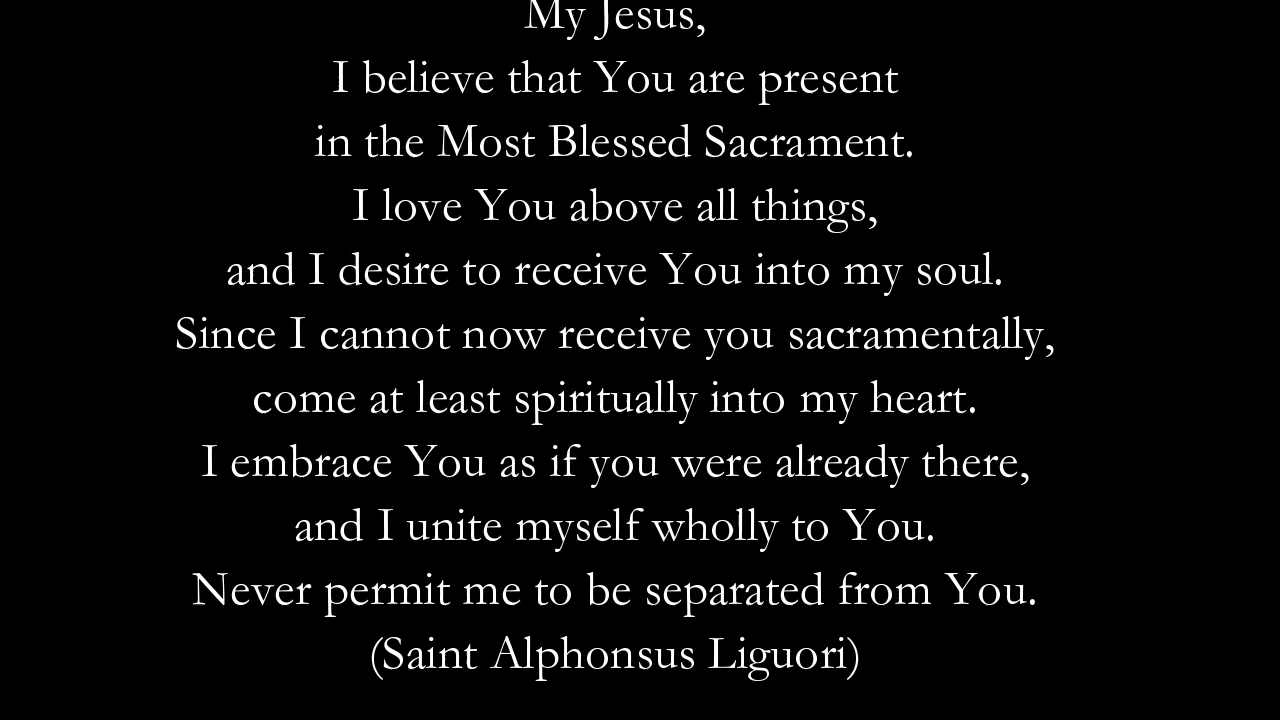 My Jesus,
I believe that You are present
in the Most Blessed Sacrament.
I love You above all things,
and I desire to receive You into my soul.
Since I cannot now receive you sacramentally,
come at least spiritually into my heart.
I embrace You as if you were already there,
and I unite myself wholly to You.
Never permit me to be separated from You.
(Saint Alphonsus Liguori)